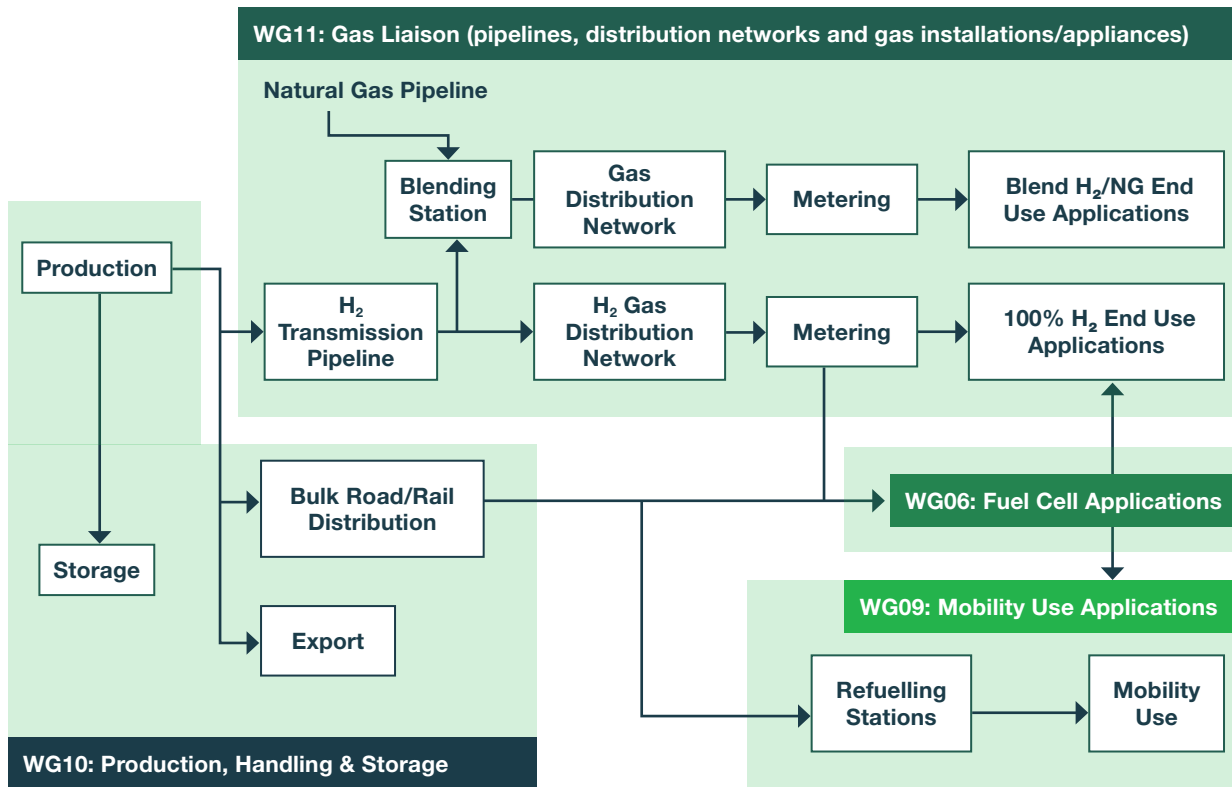 WG11: Gas Liaison (pipelines, distribution networks and gas installations/appliances)
Natural Gas Pipeline
Blending
Station
Gas
Distribution
Network
Metering
Blend H₂/NG End
Use Applications
Production
H₂
Transmission
Pipeline
H₂ Gas
Distribution
Network
Metering
100% H₂ End Use
Applications
Bulk Road/Rail
Distribution
WG06: Fuel Cell Applications
Storage
WG09: Mobility Use Applications
Export
Refuelling
Stations
Mobility
Use
WG10: Production, Handling & Storage